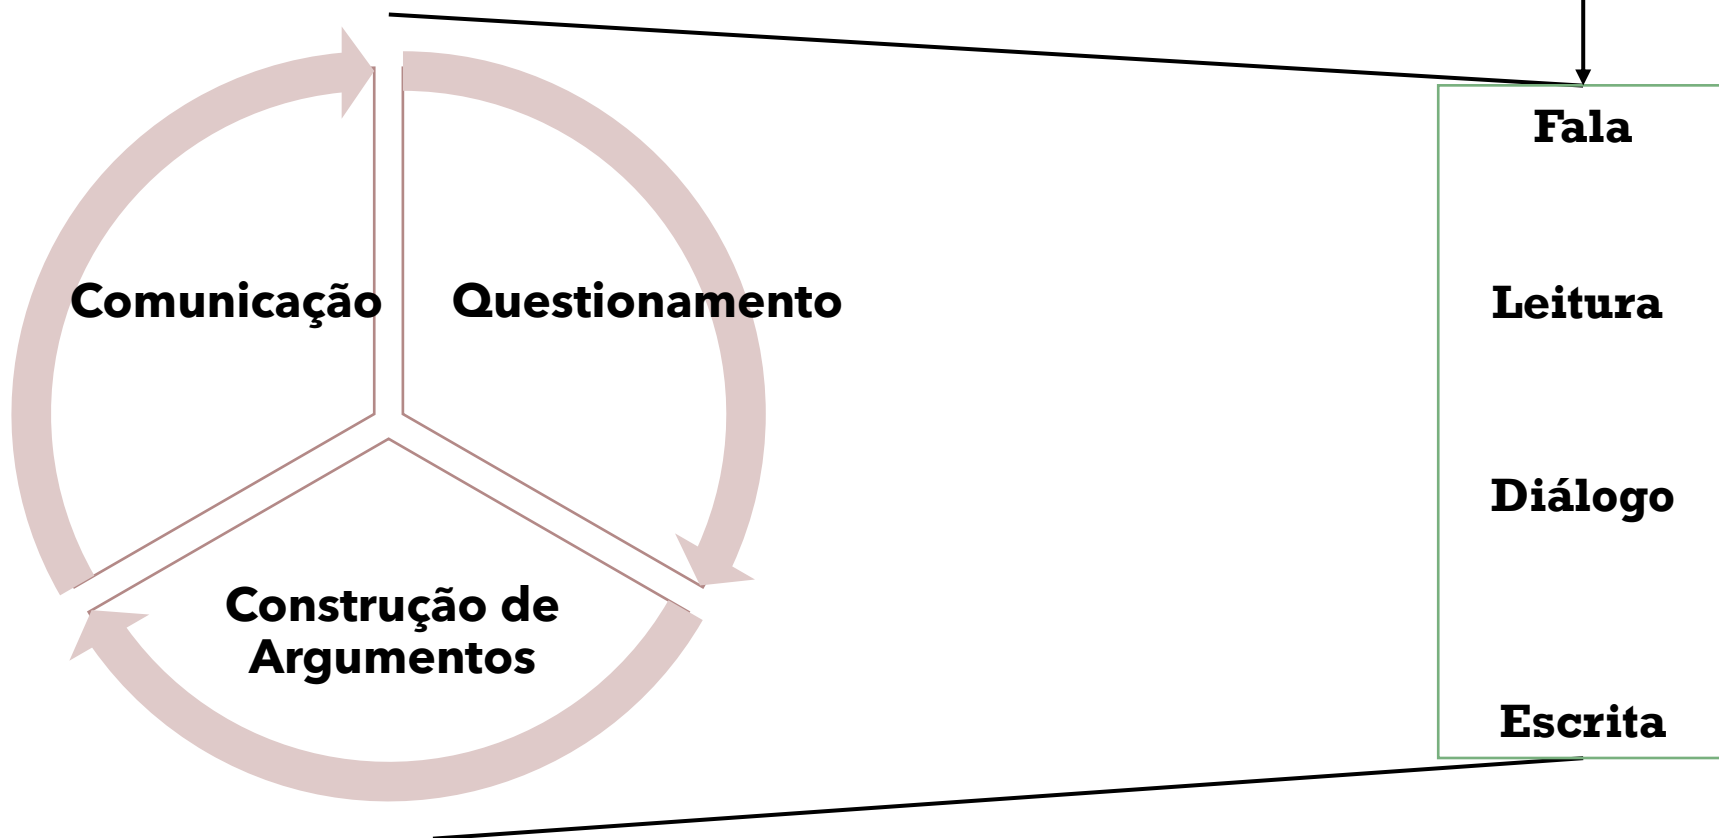 Fala
Comunicação
Questionamento
Leitura
Diálogo
Construção de
Argumentos
Escrita